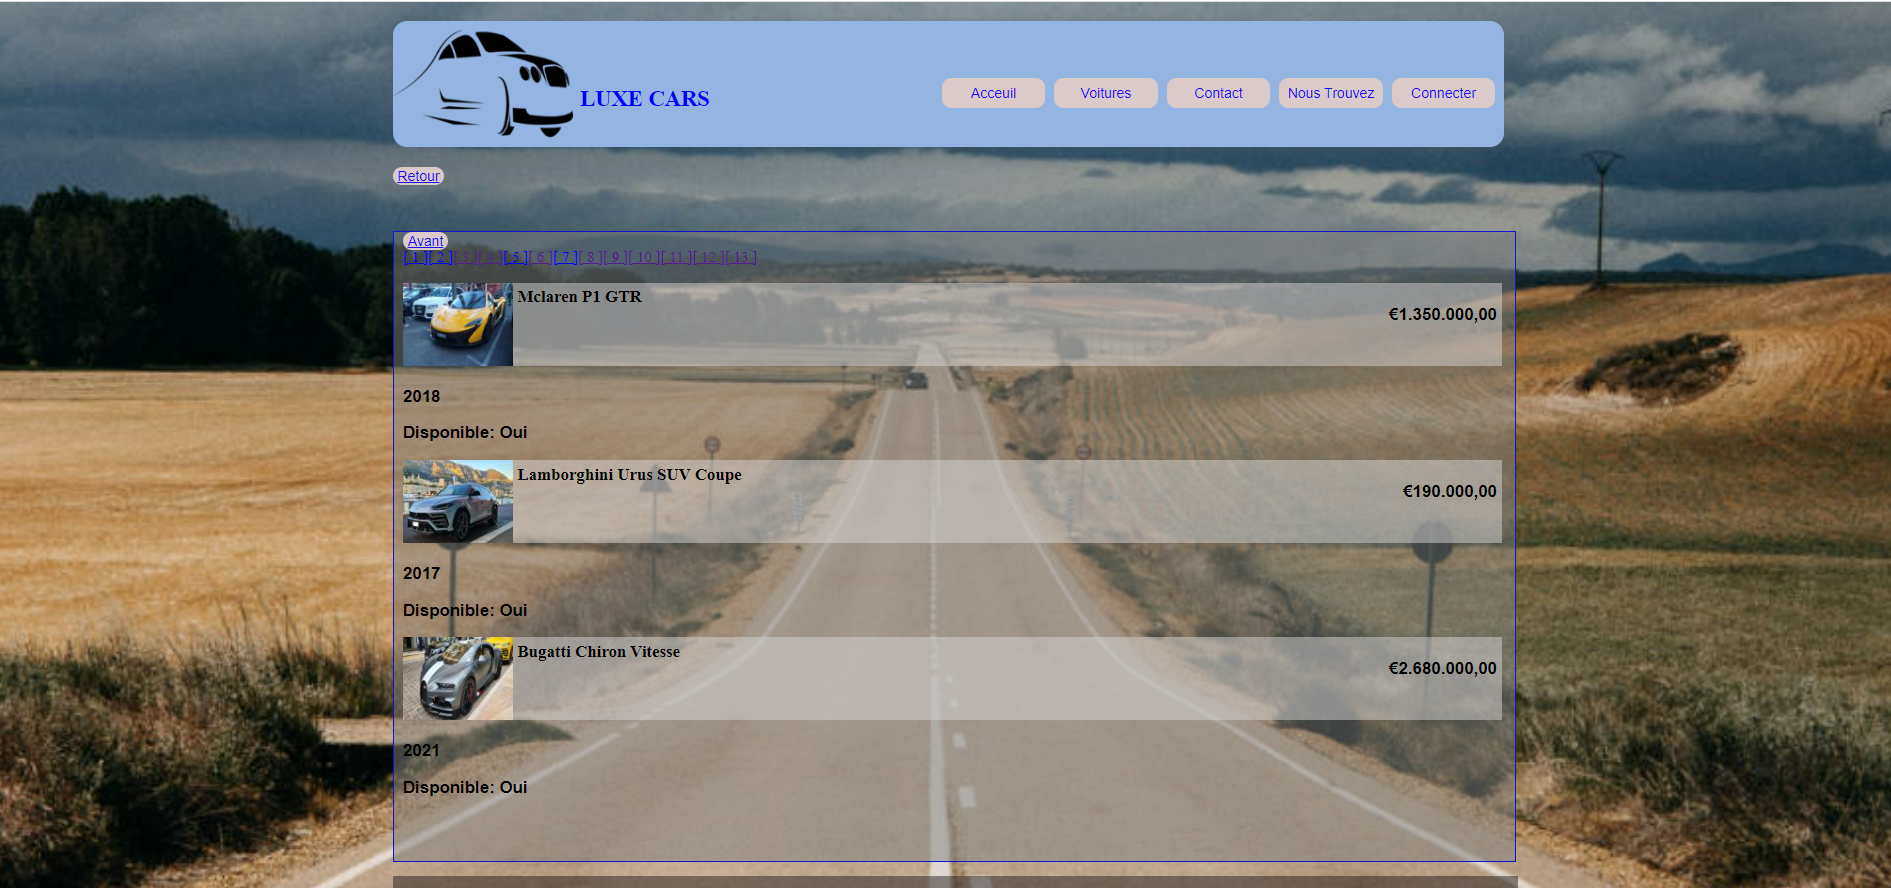 LUXE CARS
Acceuil Voitures Contact Nous Trouvez Connecter
Retour
Avant
[ 1 ][ 2 ][ 3 ][ 4 ][ 5 ][ 6 ][ 7 ][ 8 ][ 9 ][ 10 ][ 11 ][ 12 ][ 13 ]
Mclaren P1 GTR
€1.350.000,00
2018
Disponible: Oui
Lamborghini Urus SUV Coupe
€190.000,00
2017
Disponible: Oui
Bugatti Chiron Vitesse
€2.680.000,00
2021
Disponible: Oui